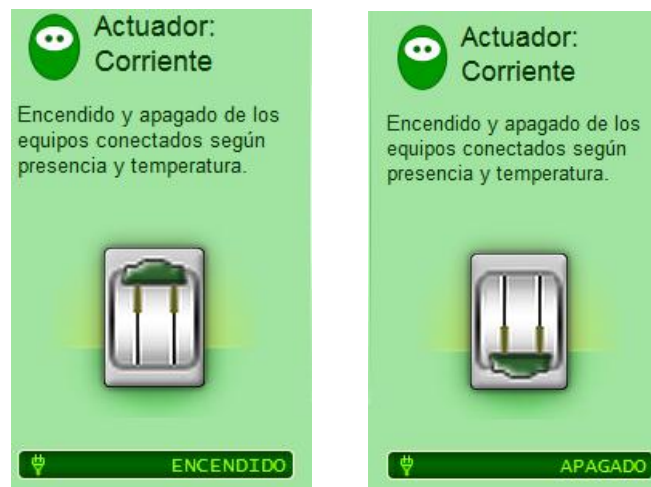 Actuador:
Corriente
Encendido y apagado de los
equipos conectados según
presencia y temperatura.
ENCENDIDO
Actuador:
Corriente
Encendido y apagado de los
equipos conectados según
presencia y temperatura.
APAGADO